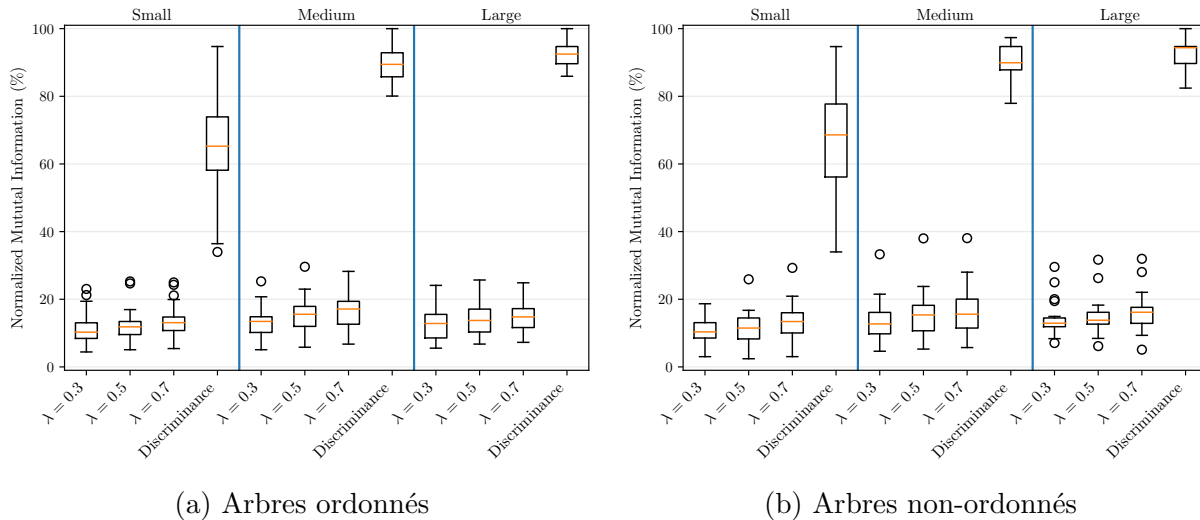 Small Medium Large
Normalized Mututal Information (%)
100
80
60
40
20
0
λ = 0.3
λ = 0.5
λ = 0.7
Discriminance
λ = 0.3
λ = 0.5
λ = 0.7
Discriminance
λ = 0.3
λ = 0.5
λ = 0.7
Discriminance
(a) Arbres ordonnés
Small Medium Large
Normalized Mututal Information (%)
100
80
60
40
20
0
λ = 0.3
λ = 0.5
λ = 0.7
Discriminance
λ = 0.3
λ = 0.5
λ = 0.7
Discriminance
λ = 0.3
λ = 0.5
λ = 0.7
Discriminance
(b) Arbres non-ordonnés